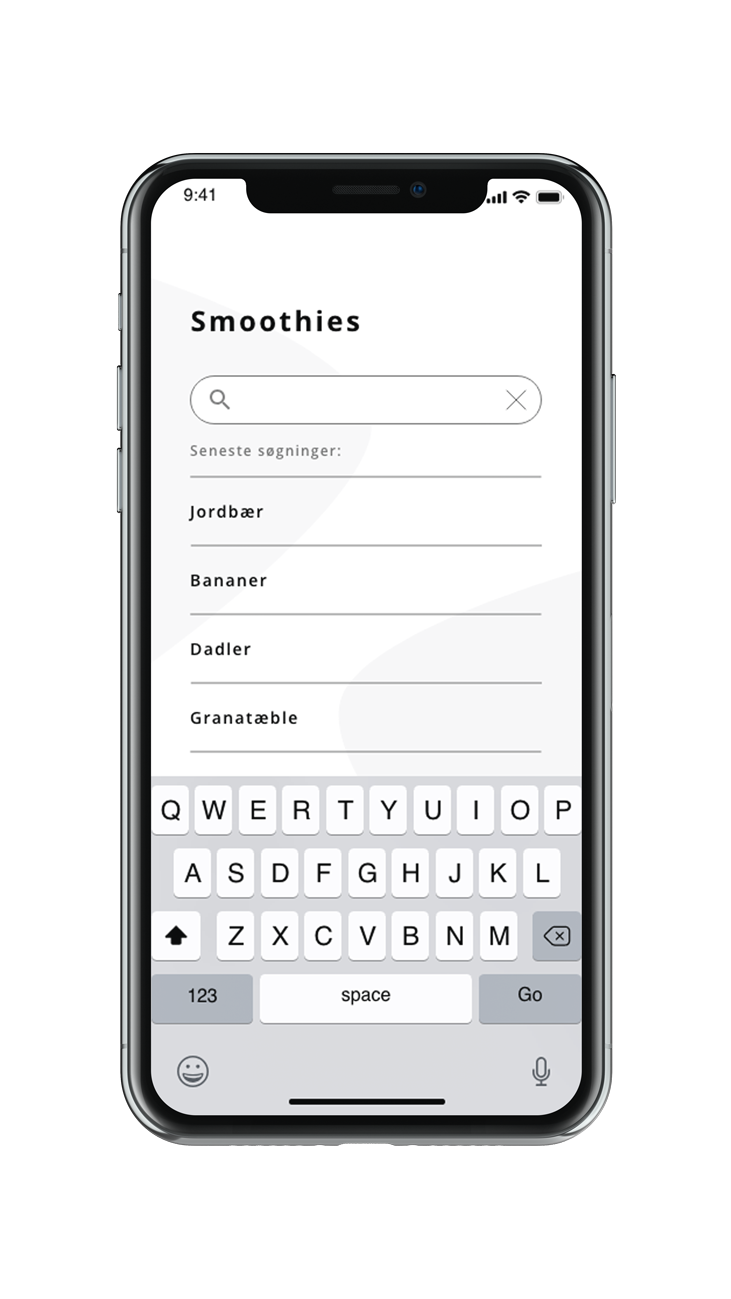 9:41
Smoothies
Seneste søgninger:
Jordbær
Bananer
Dadler
Granatæble
Q W E R T Y U I O P
A S D F G H J K L
Z X C V B N M
123 space Go